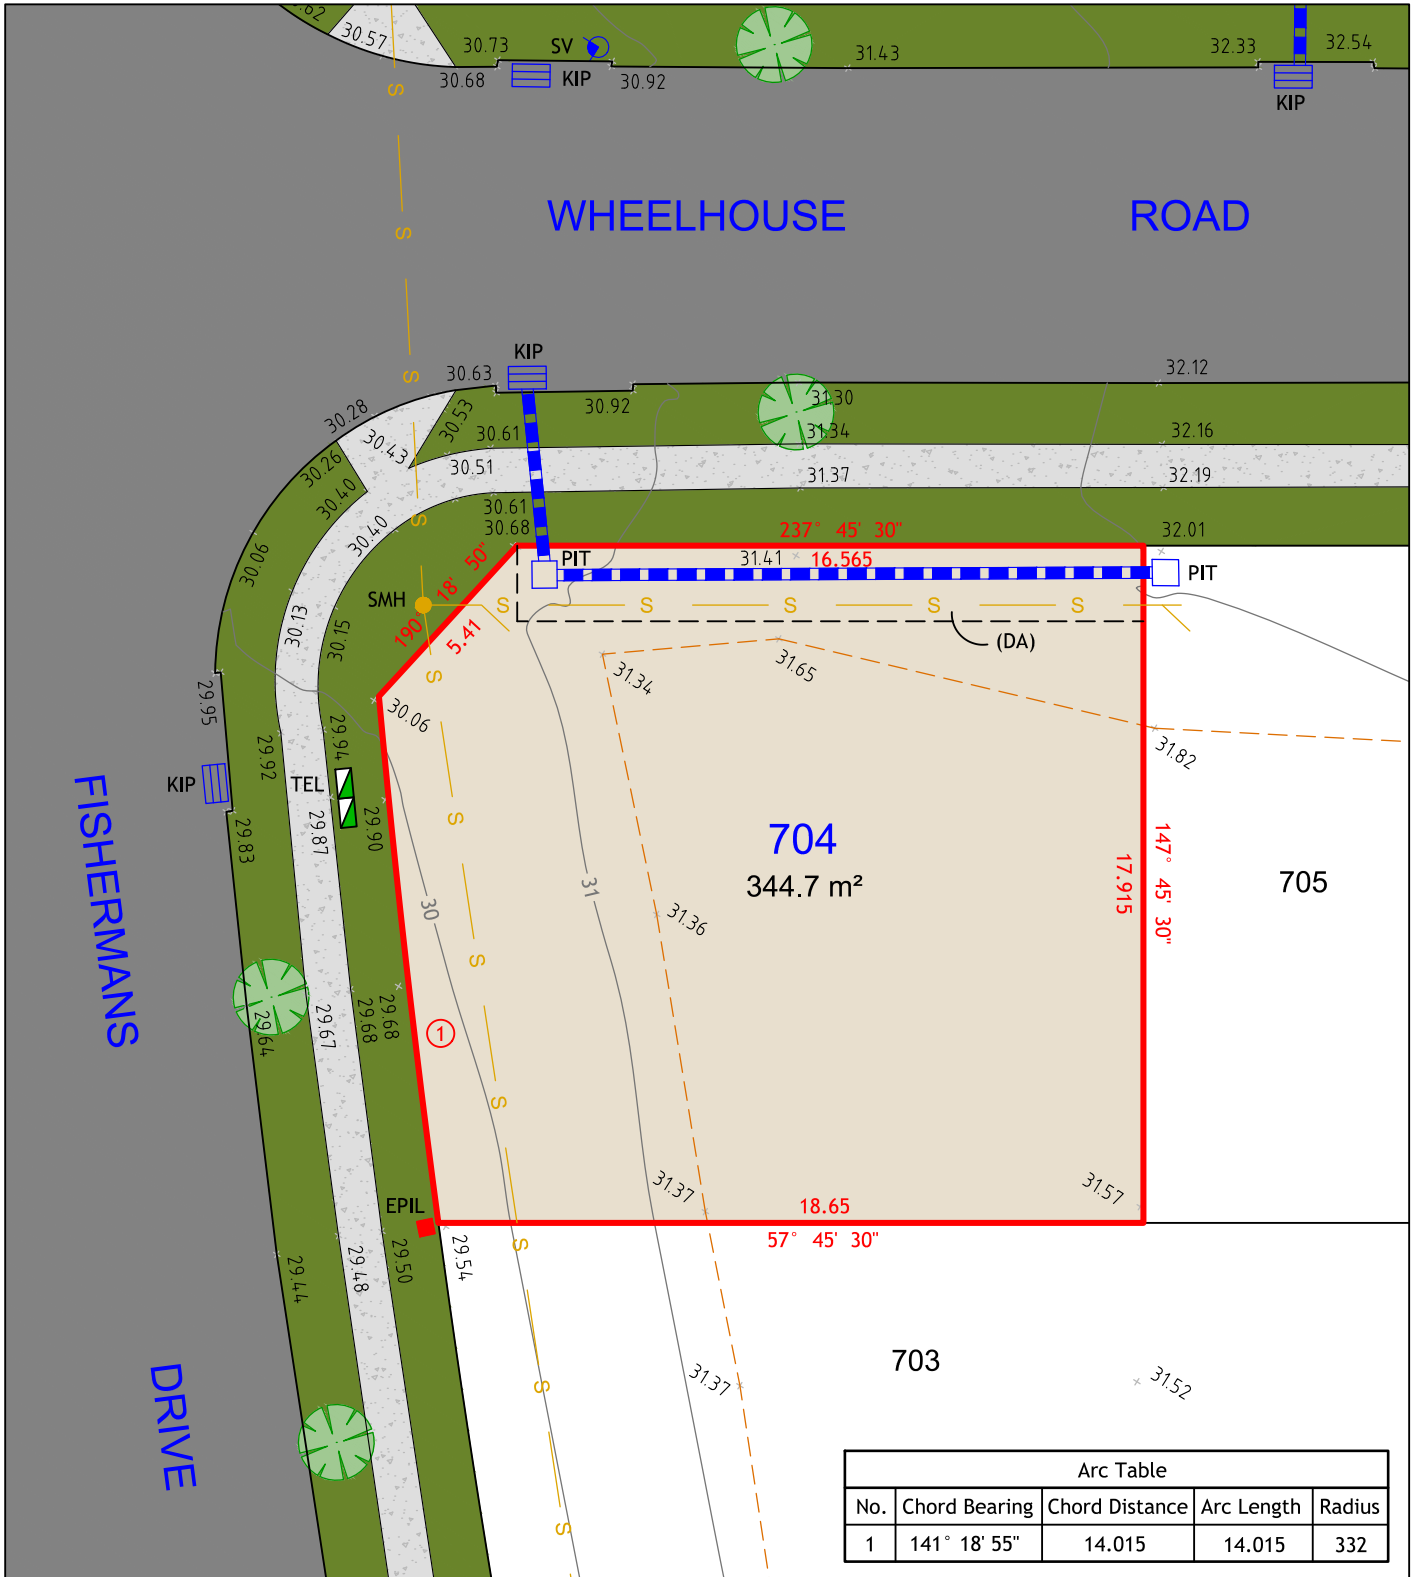 .62
30.57
30.73
SV
31.43
32.33
32.54
30.68
KIP
30.92
KIP
S
WHEELHOUSE ROAD
S
KIP
S
30.63
30.92
32.12
30.28
30.53
31.30
30.43
30.61
31.34
32.16
30.26
30.51
31.37
32.19
30.40
30.61
30.40
S
30.68
237° 45' 30"
32.01
30.06
PIT
31.41
16.565
PIT
190° 18' 50"
SMH
S
S
S
S
S
30.13
30.15
5.41
(DA)
S
31.34
31.65
29.95
30.06
29.92
29.94
31.82
KIP
TEL
29.83
29.87
29.90
S
FISHERMANS
DRIVE
704
344.7 m²
17.915
147° 45' 30"
705
30
31
31.36
S
29.64
29.67
29.68
29.68
1
S
31.37
31.57
EPIL
18.65
57° 45' 30"
29.44
29.48
29.50
29.54
S
703
31.37
31.52
S
S
Arc Table
No. Chord Bearing Chord Distance Arc Length Radius
1 141° 18' 55" 14.015 14.015 332